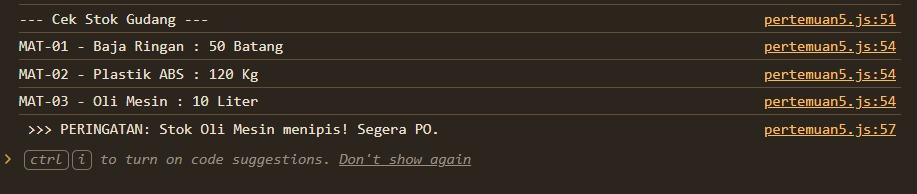 --- Cek Stok Gudang --- pertemuan5.js:51
MAT-01 - Baja Ringan : 50 Batang pertemuan5.js:54
MAT-02 - Plastik ABS : 120 Kg pertemuan5.js:54
MAT-03 - Oli Mesin : 10 Liter pertemuan5.js:54
>>> PERINGATAN: Stok Oli Mesin menipis! Segera PO. pertemuan5.js:57
> ctrl i to turn on code suggestions. Don't show again